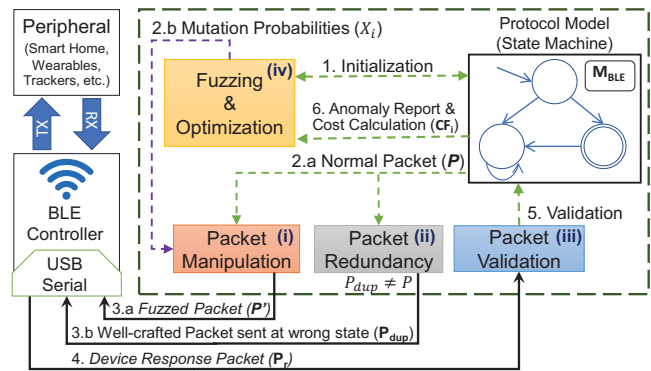 Peripheral
(Smart Home,
Wearables,
Trackers, etc.)
TX
RX
BLE
Controller
USB
Serial
2.b Mutation Probabilities (Xi)
Fuzzing (iv)
&
Optimization
1. Initialization
6. Anomaly Report &
Cost Calculation (CFi)
2.a Normal Packet (P)
Protocol Model
(State Machine)
MBLE
5. Validation
Packet (i)
Manipulation
Packet (ii)
Redundancy
Pdup ≠ P
Packet (iii)
Validation
3.a Fuzzed Packet (P')
3.b Well-crafted Packet sent at wrong state (Pdup)
4. Device Response Packet (Pr)